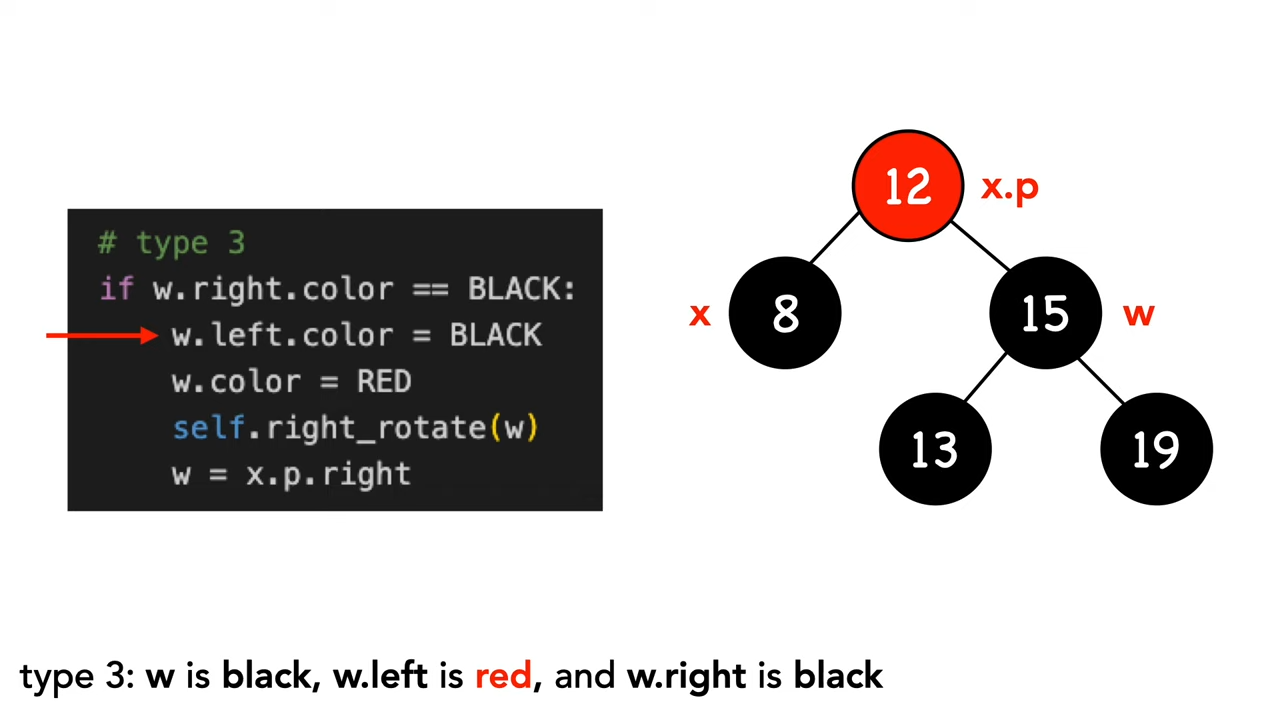 # type 3
if w.right.color == BLACK:
w.left.color = BLACK
w.color = RED
self.right_rotate(w)
w = x.p.right
12 x.p
x 8 15 w
13 19
type 3: w is black, w.left is red, and w.right is black